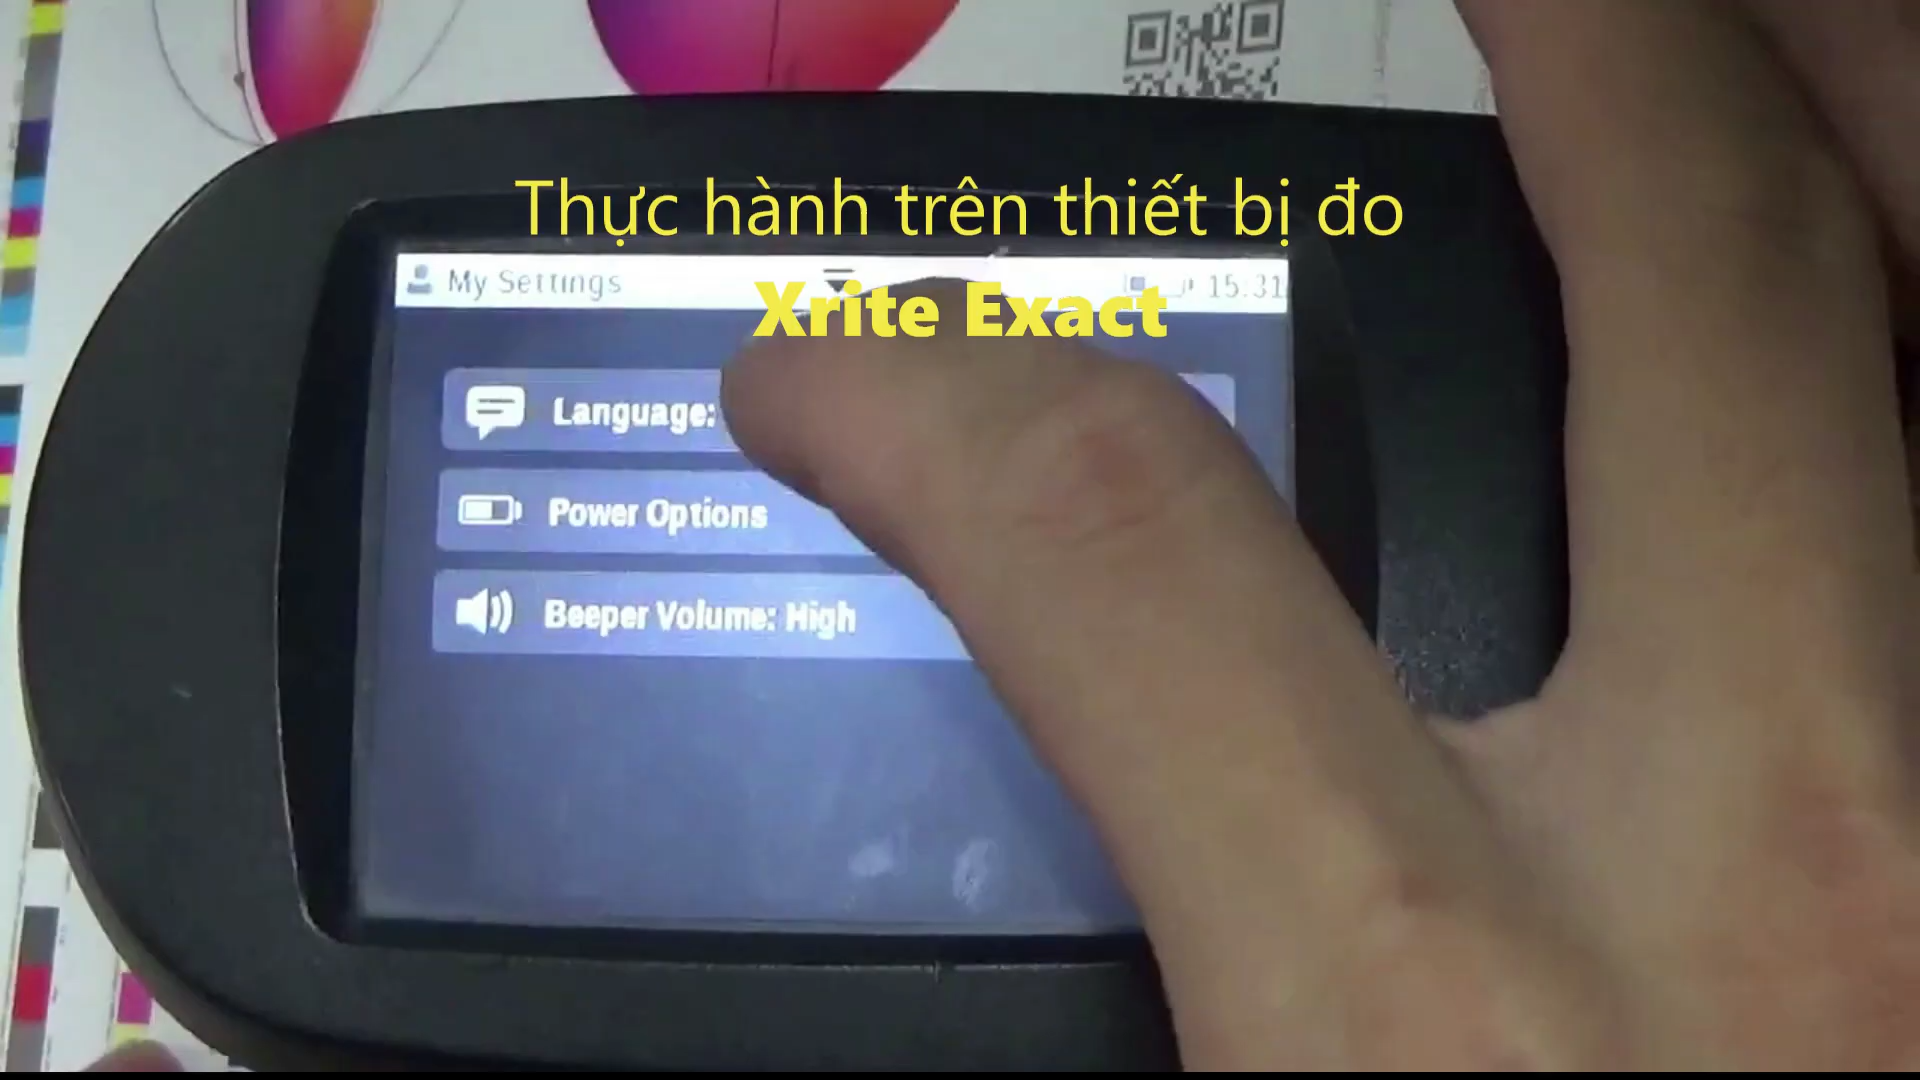 Thực hành trên thiết bị đo
Xrite Exact
My Settings
15:31
Language:
Power Options
Beeper Volume: High